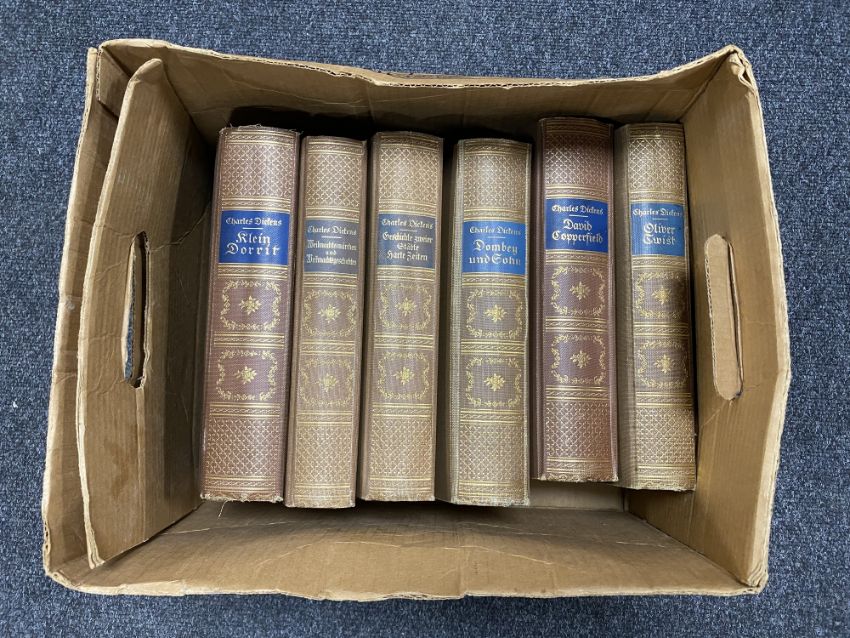 Charles Dickens
Klein
Dorrit
Charles Dickens
Weihnachtsmärchen
und
Weihnachtsgeschichten
Charles Dickens
Geschichte zweier
Städte
Harte Zeiten
Charles Dickens
Dombey
und Sohn
Charles Dickens
David
Copperfield
Charles Dickens
Oliver
Twist